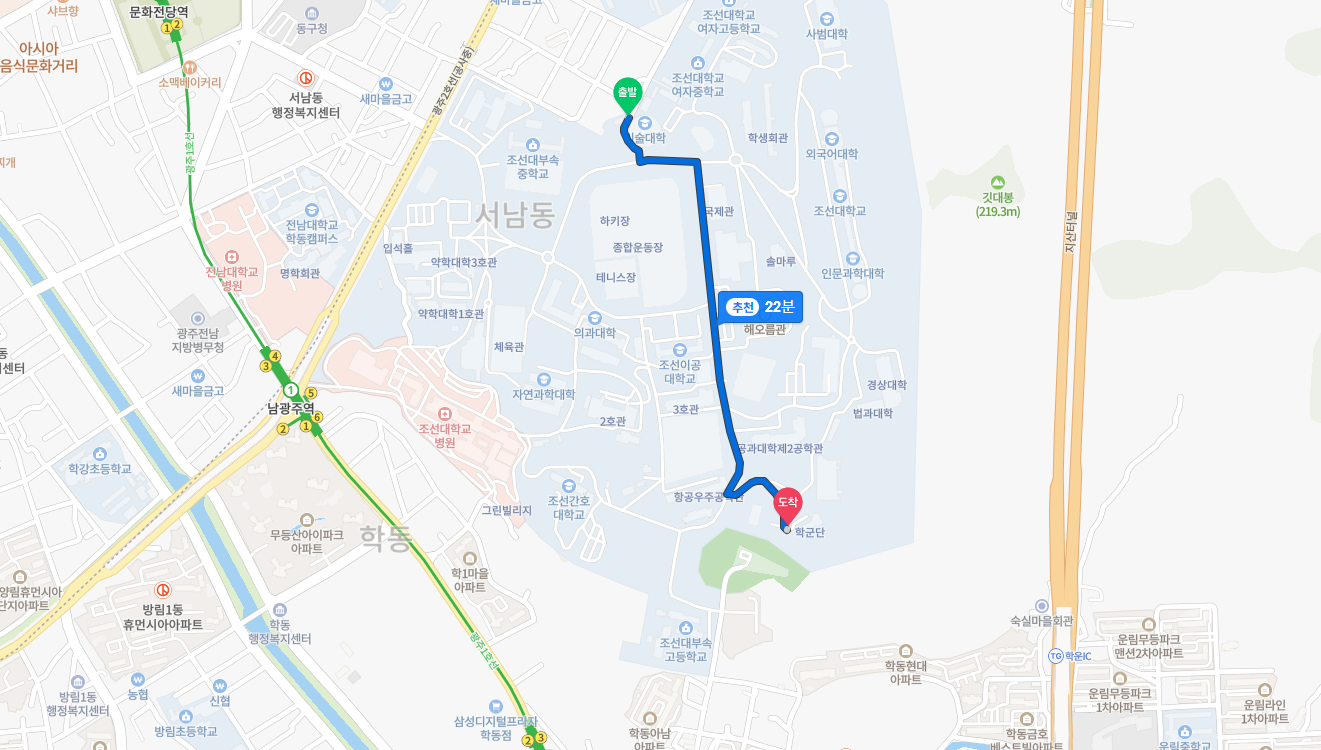 샤브향
문화전당역
1
2
아시아
음식문화거리
소맥베이커리
동구청
새마을금고
서남동
행정복지센터
새마을금고
광주2호선(공사중)
광주1호선
조선대학교
여자고등학교
사범대학
조선대학교
여자중학교
출발
술대학
학생회관
외국어대학
조선대부속
중학교
깃대봉
(219.3m)
지산터널
서남동
전남대학교
학동캠퍼스
입석홀
하키장
국제관
조선대학교
종합운동장
약학대학3호관
솔마루
인문과학대학
명학회관
전남대학교
병원
테니스장
추천 22분
해오름관
약학대학1호관
의과대학
체육관
광주전남
지방병무청
조선이공
대학교
새마을금고
4
3
1
5
남광주역
6
2
1
자연과학대학
경상대학
3호관
법과대학
2호관
조선대학교
병원
공과대학제2공학관
학강초등학교
항공우주공학관
도착
학군단
조선간호
대학교
그린빌리지
무등산아이파크
아파트
학동
학1마을
아파트
양림휴먼시아
단지아파트
방림1동
휴먼시아아파트
학동
행정복지센터
숙실마을회관
광주1호선
조선대부속
고등학교
TG 학운IC
운림무등파크
맨션2차아파트
학동현대
아파트
방림1동
행정복지센터
농협
신협
운림무등파크
1차아파트
운림라인
1차아파트
방림초등학교
삼성디지털프라자
학동점
2
3
학동아남
아파트
학동금호
베스트빌아파트
운림중학교